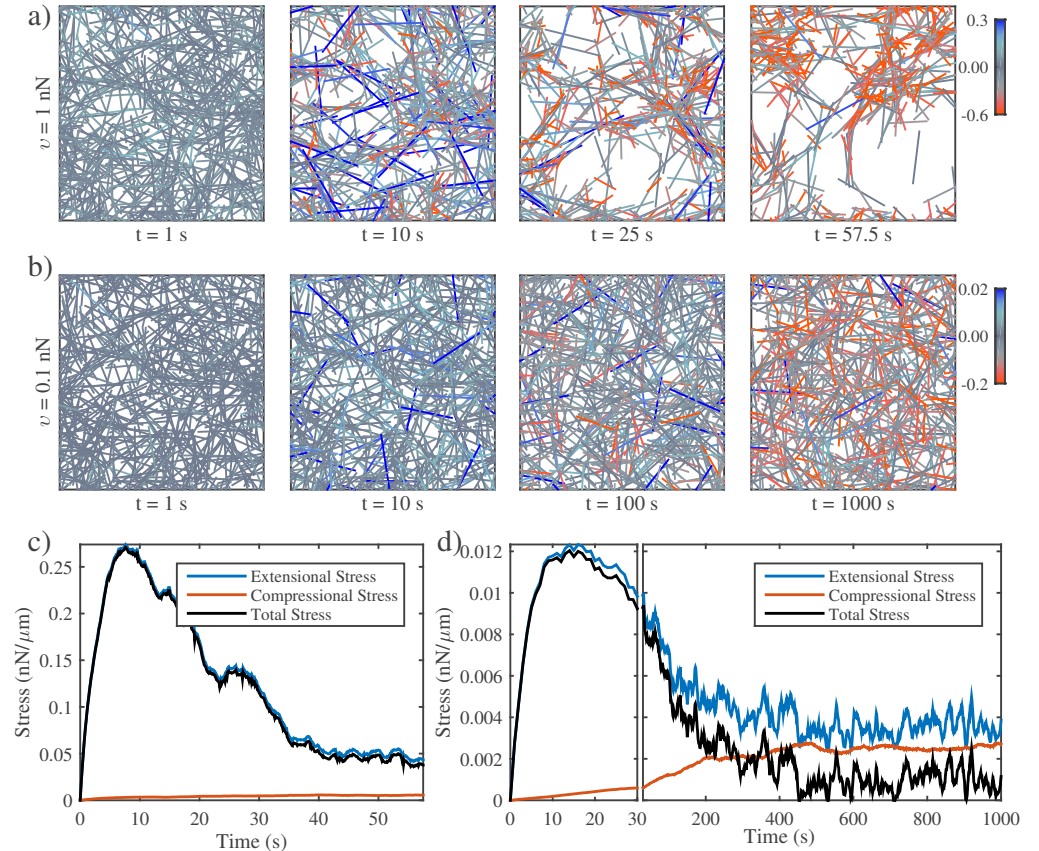 a)
υ = 1 nN
0.3
0.00
-0.6
t = 1 s
t = 10 s
t = 25 s
t = 57.5 s
b)
υ = 0.1 nN
0.02
0.00
-0.2
t = 1 s
t = 10 s
t = 100 s
t = 1000 s
c)
Stress (nN/μm)
0.25
0.2
0.15
0.1
0.05
0
0
10
20
30
40
50
Time (s)
Extensional Stress
Compressional Stress
Total Stress
d)
Stress (nN/μm)
0.012
0.01
0.008
0.006
0.004
0.002
0
0
10
20
30
200
400
600
800
1000
Time (s)
Extensional Stress
Compressional Stress
Total Stress